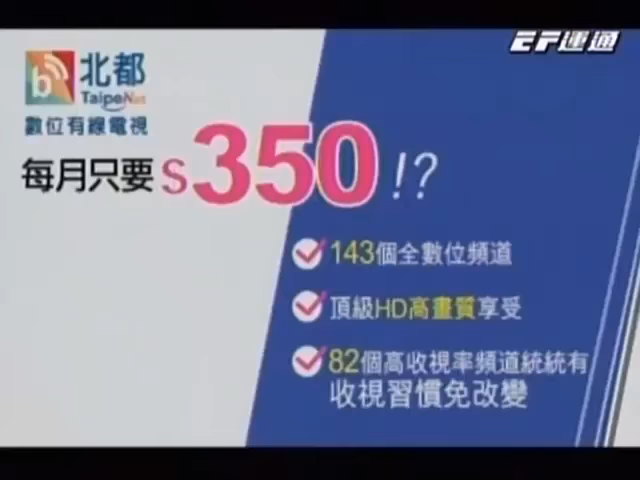 EF運通
b 北都
TaipeiNet
數位有線電視
每月只要$350!?
143個全數位頻道
頂級HD高畫質享受
82個高收視率頻道統統有
收視習慣免改變